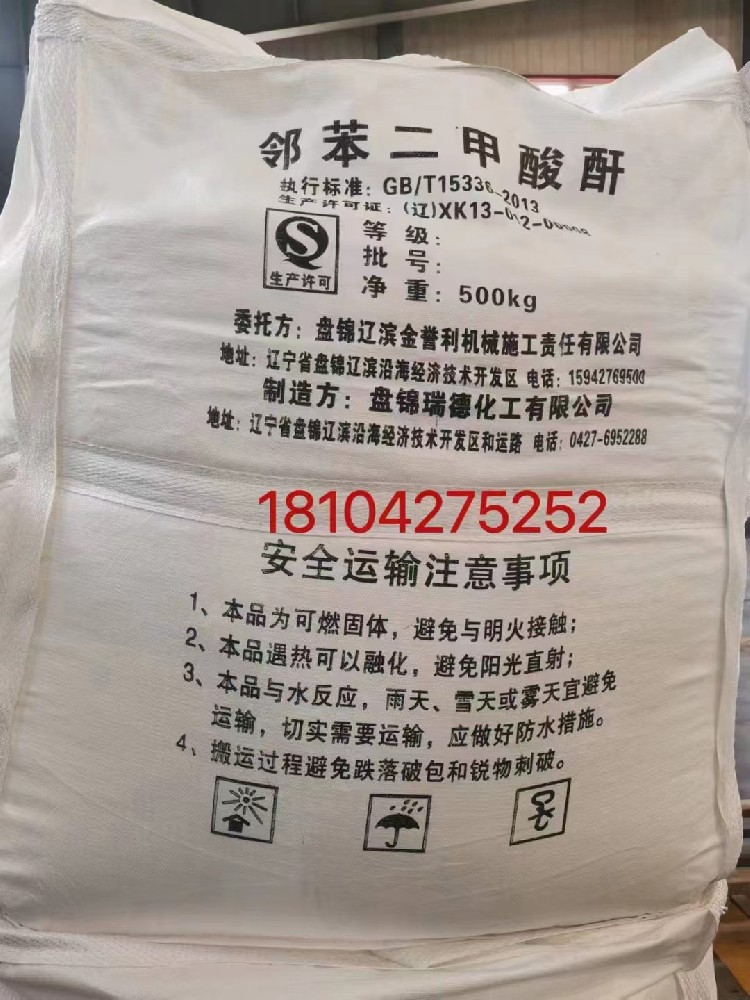 邻苯二甲酸酐
执行标准：GB/T15336-2013
生产许可证：(辽)XK13-012-
等级：
批号：
净重：500kg
生产许可
委托方：盘锦辽滨金誉利机械施工责任有限公司
地址：辽宁省盘锦辽滨沿海经济技术开发区 电话：15942769500
制造方：盘锦瑞德化工有限公司
地址：辽宁省盘锦辽滨沿海经济技术开发区和运路 电话：0427-6952288
18104275252
安全运输注意事项
1、本品为可燃固体，避免与明火接触；
2、本品遇热可以融化，避免阳光直射；
3、本品与水反应，雨天、雪天或雾天宜避免
运输，切实需要运输，应做好防水措施。
4、搬运过程避免跌落破包和锐物刺破。